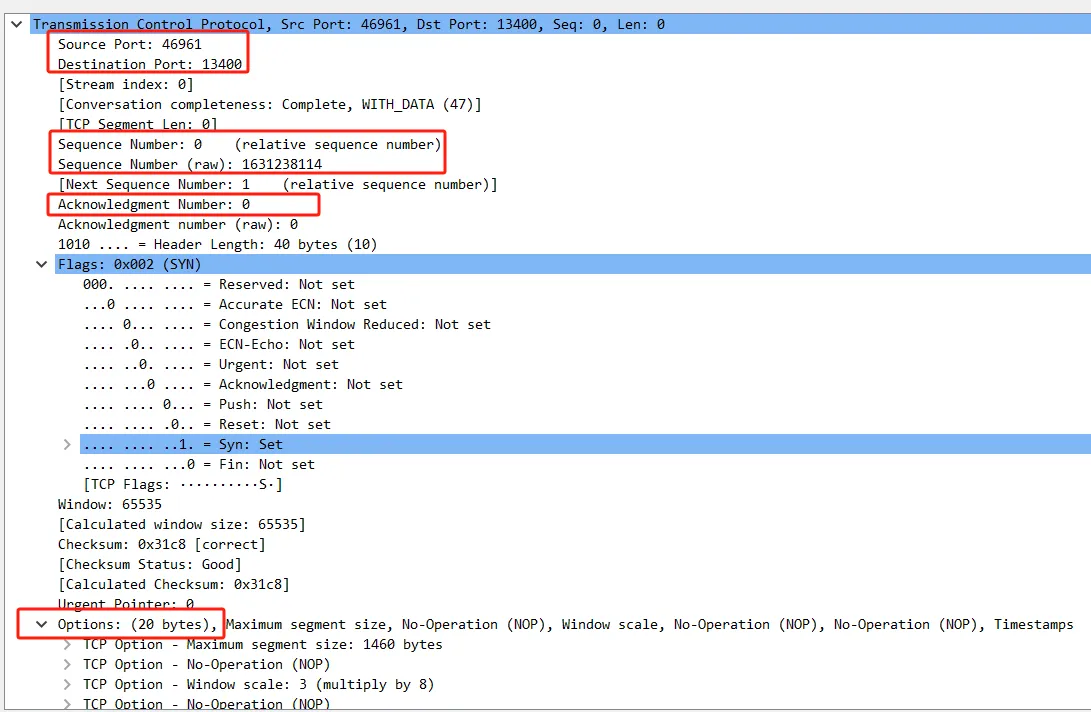 Transmission Control Protocol, Src Port: 46961, Dst Port: 13400, Seq: 0, Len: 0
Source Port: 46961
Destination Port: 13400
[Stream index: 0]
[Conversation completeness: Complete, WITH_DATA (47)]
[TCP Segment Len: 0]
Sequence Number: 0    (relative sequence number)
Sequence Number (raw): 1631238114
[Next Sequence Number: 1    (relative sequence number)]
Acknowledgment Number: 0
Acknowledgment number (raw): 0
1010 .... = Header Length: 40 bytes (10)
Flags: 0x002 (SYN)
000. .... .... = Reserved: Not set
...0 .... .... = Accurate ECN: Not set
.... 0... .... = Congestion Window Reduced: Not set
.... .0.. .... = ECN-Echo: Not set
.... ..0. .... = Urgent: Not set
.... ...0 .... = Acknowledgment: Not set
.... .... 0... = Push: Not set
.... .... .0.. = Reset: Not set
.... .... ..1. = Syn: Set
.... .... ...0 = Fin: Not set
[TCP Flags: ··········S·]
Window: 65535
[Calculated window size: 65535]
Checksum: 0x31c8 [correct]
[Checksum Status: Good]
[Calculated Checksum: 0x31c8]
Urgent Pointer: 0
Options: (20 bytes), Maximum segment size, No-Operation (NOP), Window scale, No-Operation (NOP), No-Operation (NOP), Timestamps
TCP Option - Maximum segment size: 1460 bytes
TCP Option - No-Operation (NOP)
TCP Option - Window scale: 3 (multiply by 8)
TCP Option - No-Operation (NOP)